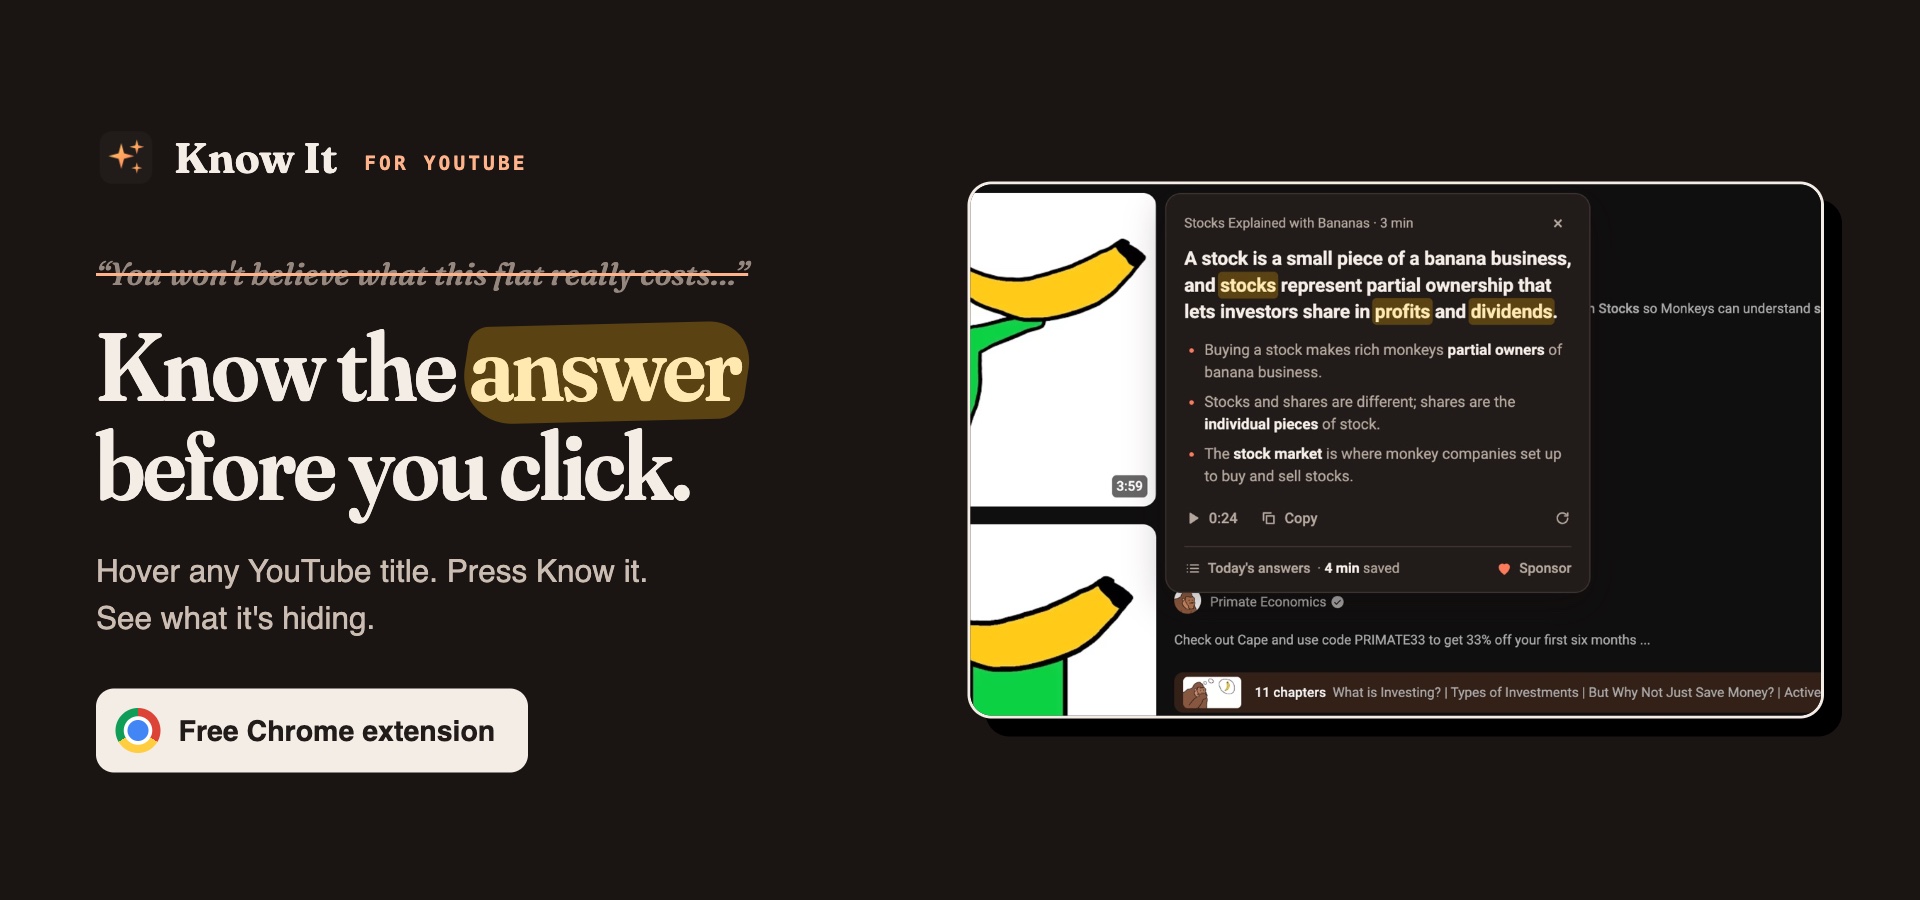 Know It FOR YOUTUBE
“You won't believe what this flat really costs...”
Know the answer
before you click.
Hover any YouTube title. Press Know it.
See what it's hiding.
Free Chrome extension
3:59
Stocks Explained with Bananas · 3 min
A stock is a small piece of a banana business,
and stocks represent partial ownership that
lets investors share in profits and dividends.
• Buying a stock makes rich monkeys partial owners of
banana business.
• Stocks and shares are different; shares are the
individual pieces of stock.
• The stock market is where monkey companies set up
to buy and sell stocks.
0:24 Copy
Today's answers · 4 min saved Sponsor
Stocks so Monkeys can understand
Primate Economics
Check out Cape and use code PRIMATE33 to get 33% off your first six months ...
11 chapters What is Investing? | Types of Investments | But Why Not Just Save Money? | Active